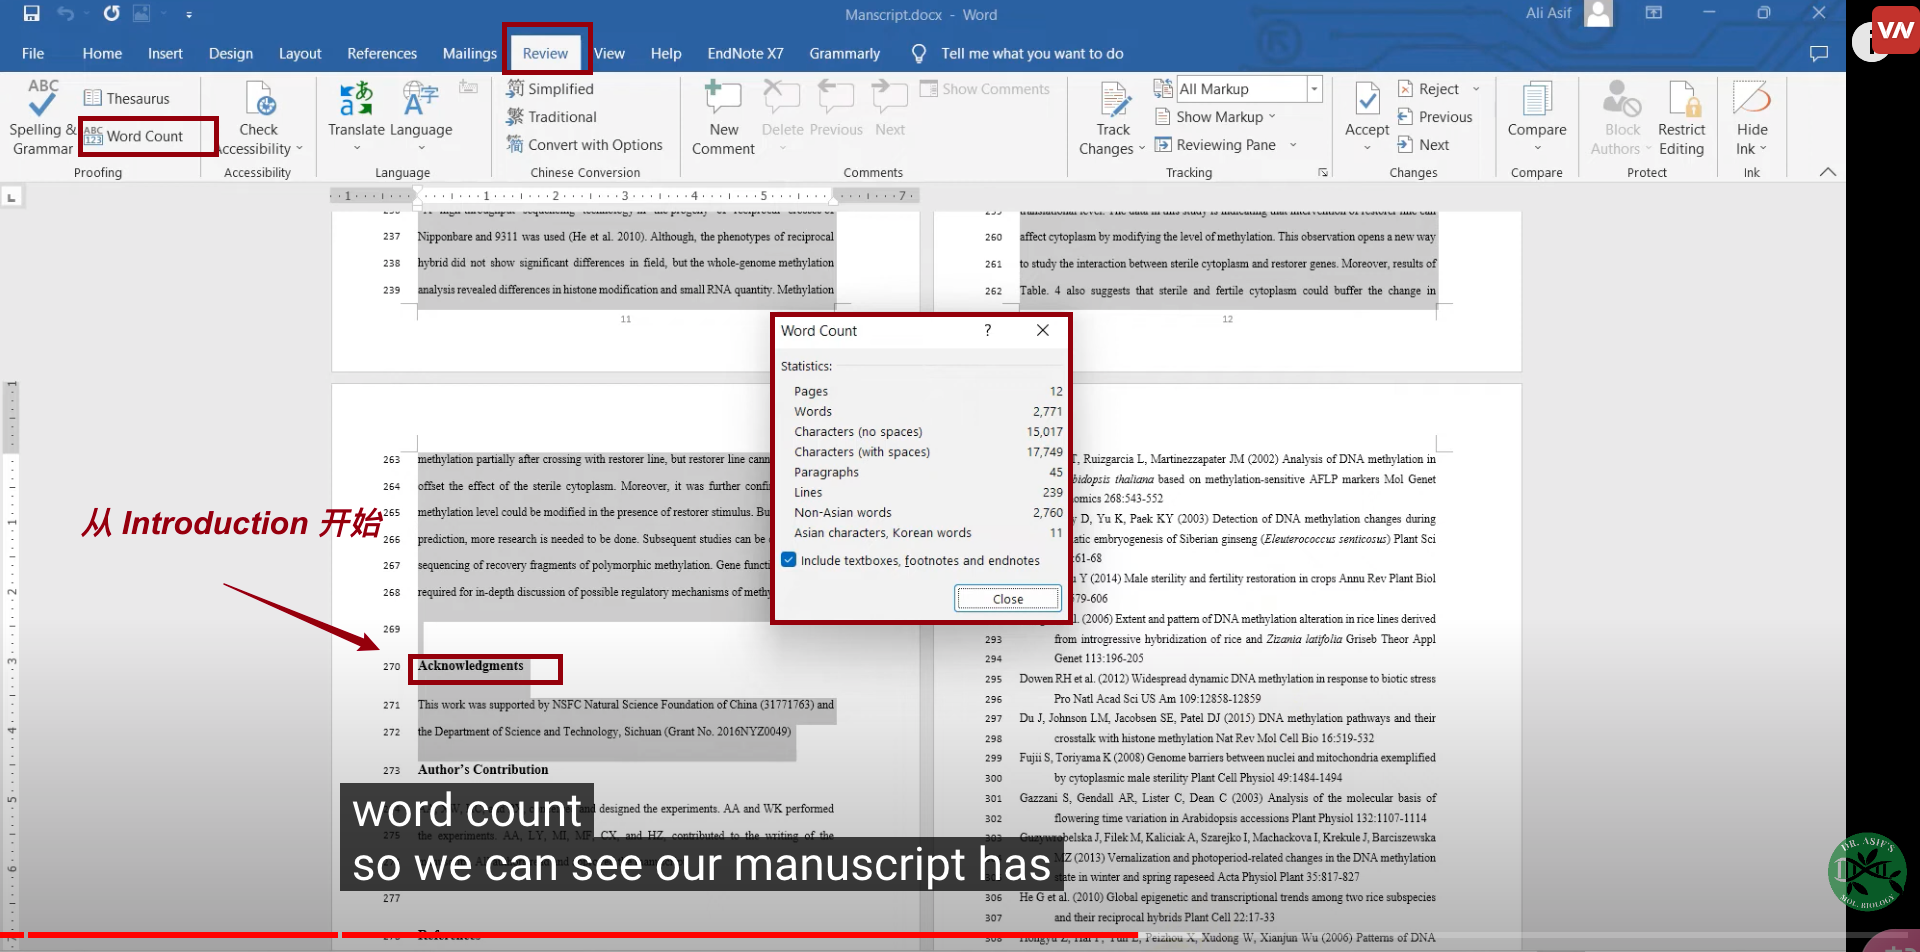 Manscript.docx - Word
Ali Asif
VN
File Home Insert Design Layout References Mailings Review View Help EndNote X7 Grammarly Tell me what you want to do
ABC
Spelling &
Grammar
Thesaurus
ABC
123
Word Count
Proofing
Check
Accessibility
Accessibility
Translate
Language
Language
Simplified
Traditional
Convert with Options
Chinese Conversion
New
Comment
Delete
Previous
Next
Show Comments
Comments
Track
Changes
All Markup
Show Markup
Reviewing Pane
Tracking
Accept
Reject
Previous
Next
Changes
Compare
Compare
Block
Authors
Restrict
Editing
Protect
Hide
Ink
Ink
237 Nipponbare and 9311 was used (He et al. 2010). Although, the phenotypes of reciprocal
238 hybrid did not show significant differences in field, but the whole-genome methylation
239 analysis revealed differences in histone modification and small RNA quantity. Methylation
11
260 affect cytoplasm by modifying the level of methylation. This observation opens a new way
261 to study the interaction between sterile cytoplasm and restorer genes. Moreover, results of
262 Table. 4 also suggests that sterile and fertile cytoplasm could buffer the change in
12
263 methylation partially after crossing with restorer line, but restorer line
264 offset the effect of the sterile cytoplasm. Moreover, it was further
265 methylation level could be modified in the presence of restorer stimulus.
266 prediction, more research is needed to be done. Subsequent studies can be
267 sequencing of recovery fragments of polymorphic methylation. Gene
268 required for in-depth discussion of possible regulatory mechanisms of
269
从 Introduction 开始
270 Acknowledgments
271 This work was supported by NSFC Natural Science Foundation of China (31771763) and
272 the Department of Science and Technology, Sichuan (Grant No. 2016NYZ0049)
273 Author's Contribution
designed the experiments. AA and WK performed
275 the experiments. AA, LY, MI, MF, CX, and HZ, contributed to the writing of the
277
Word Count ?
Statistics:
Pages 12
Words 2,771
Characters (no spaces) 15,017
Characters (with spaces) 17,749
Paragraphs 45
Lines 239
Non-Asian words 2,760
Asian characters, Korean words 11
Include textboxes, footnotes and endnotes
Close
T, Ruizgarcia L, Martinezzapater JM (2002) Analysis of DNA methylation in
thaliana based on methylation-sensitive AFLP markers Mol Genet
268:543-552
D, Yu K, Paek KY (2003) Detection of DNA methylation changes during
embryogenesis of Siberian ginseng (Eleuterococcus senticosus) Plant Sci
:61-68
Y (2014) Male sterility and fertility restoration in crops Annu Rev Plant Biol
579-606
(2006) Extent and pattern of DNA methylation alteration in rice lines derived
293 from introgressive hybridization of rice and Zizania latifolia Griseb Theor Appl
294 Genet 113:196-205
295 Dowen RH et al. (2012) Widespread dynamic DNA methylation in response to biotic stress
296 Pro Natl Acad Sci US Am 109:12858-12859
297 Du J, Johnson LM, Jacobsen SE, Patel DJ (2015) DNA methylation pathways and their
298 crosstalk with histone methylation Nat Rev Mol Cell Bio 16:519-532
299 Fujii S, Toriyama K (2008) Genome barriers between nuclei and mitochondria exemplified
300 by cytoplasmic male sterility Plant Cell Physiol 49:1484-1494
301 Gazzani S, Gendall AR, Lister C, Dean C (2003) Analysis of the molecular basis of
302 flowering time variation in Arabidopsis accessions Plant Physiol 132:1107-1114
303 Guzywrobelska J, Filek M, Kaliciak A, Szarejko I, Machackova I, Krekule J, Barciszewska
MZ (2013) Vernalization and photoperiod-related changes in the DNA methylation
state in winter and spring rapeseed Acta Physiol Plant 35:817-827
306 He G et al. (2010) Global epigenetic and transcriptional trends among two rice subspecies
307 and their reciprocal hybrids Plant Cell 22:17-33
Peizhox X, Xudong W, Xianjun Wu (2006) Patterns of DNA
word count
so we can see our manuscript has
DR. ASIF'S
MOL. BIOLOGY